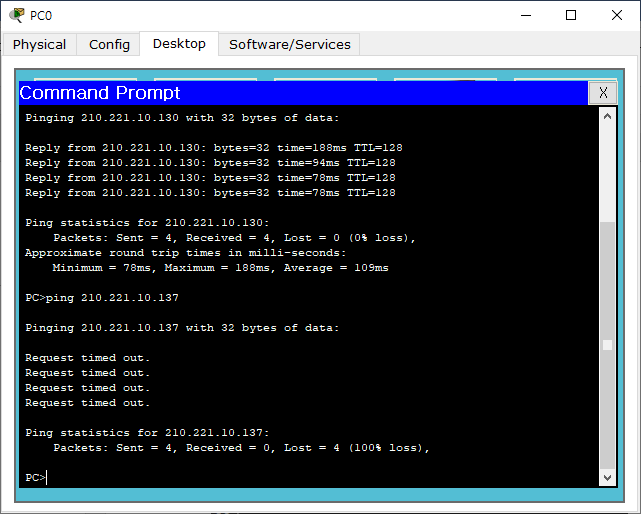 PC0
Physical Config Desktop Software/Services
Command Prompt X
Pinging 210.221.10.130 with 32 bytes of data:
Reply from 210.221.10.130: bytes=32 time=188ms TTL=128
Reply from 210.221.10.130: bytes=32 time=94ms TTL=128
Reply from 210.221.10.130: bytes=32 time=78ms TTL=128
Reply from 210.221.10.130: bytes=32 time=78ms TTL=128
Ping statistics for 210.221.10.130:
Packets: Sent = 4, Received = 4, Lost = 0 (0% loss),
Approximate round trip times in milli-seconds:
Minimum = 78ms, Maximum = 188ms, Average = 109ms
PC>ping 210.221.10.137
Pinging 210.221.10.137 with 32 bytes of data:
Request timed out.
Request timed out.
Request timed out.
Request timed out.
Ping statistics for 210.221.10.137:
Packets: Sent = 4, Received = 0, Lost = 4 (100% loss),
PC>